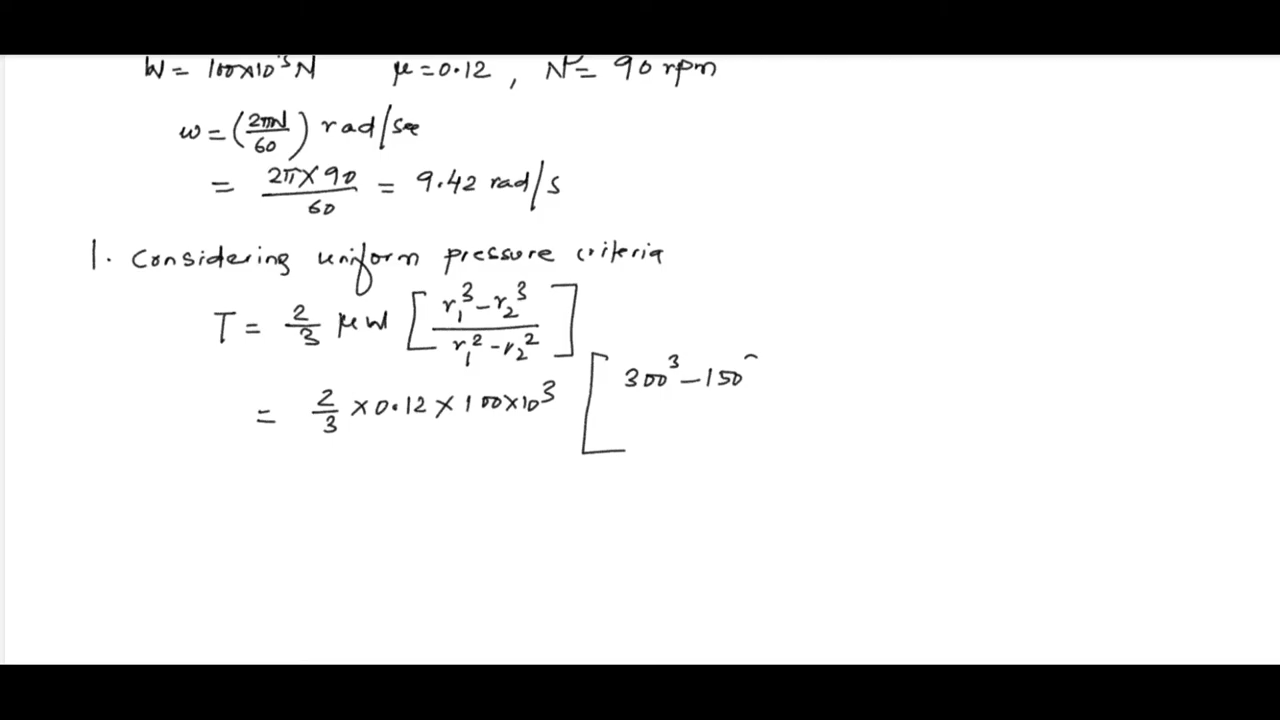 W = 100×10³ N μ = 0.12 , N = 90 rpm
ω = (2πN/60) rad/sec
= 2π×90/60 = 9.42 rad/s
1. Considering uniform pressure criteria
T = 2/3 μW [r₁³ - r₂³ / r₁² - r₂²]
= 2/3 × 0.12 × 100×10³ [300³ - 150